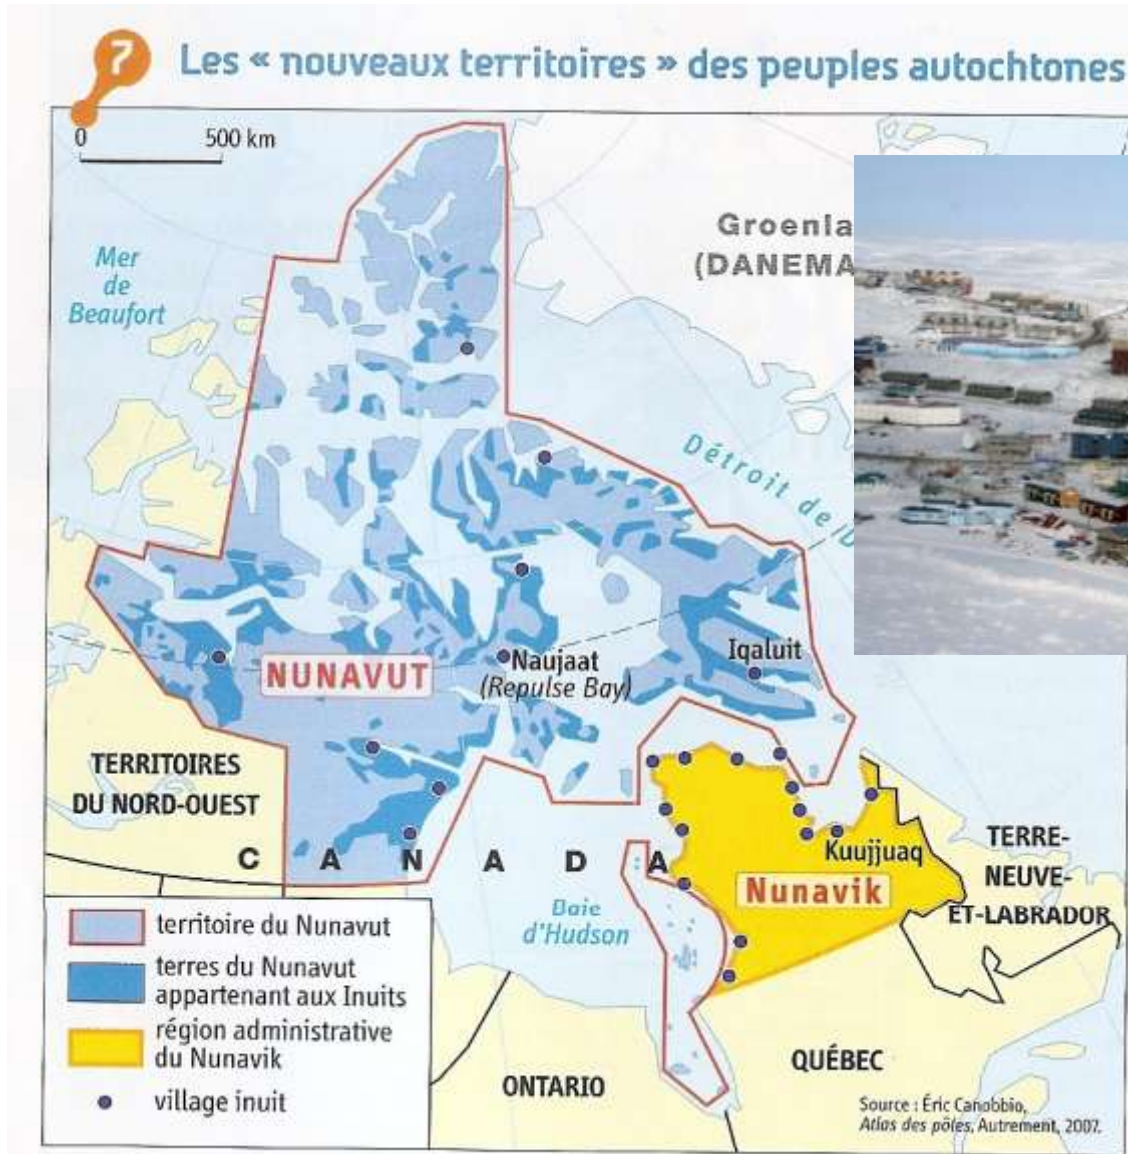 7
Les « nouveaux territoires » des peuples autochtones
0 500 km
Groenla
(DANEMA
Mer
de
Beaufort
Détroit de
NUNAVUT
Naujaat
(Repulse Bay)
Iqaluit
TERRITOIRES
DU NORD-OUEST
CANADA
Kuujjuaq
Nunavik
TERRE-
NEUVE-
ET-LABRADOR
Baie
d'Hudson
QUÉBEC
ONTARIO
territoire du Nunavut
terres du Nunavut
appartenant aux Inuits
région administrative
du Nunavik
village inuit
Source : Éric Canobbio,
Atlas des pôles, Autrement, 2007.